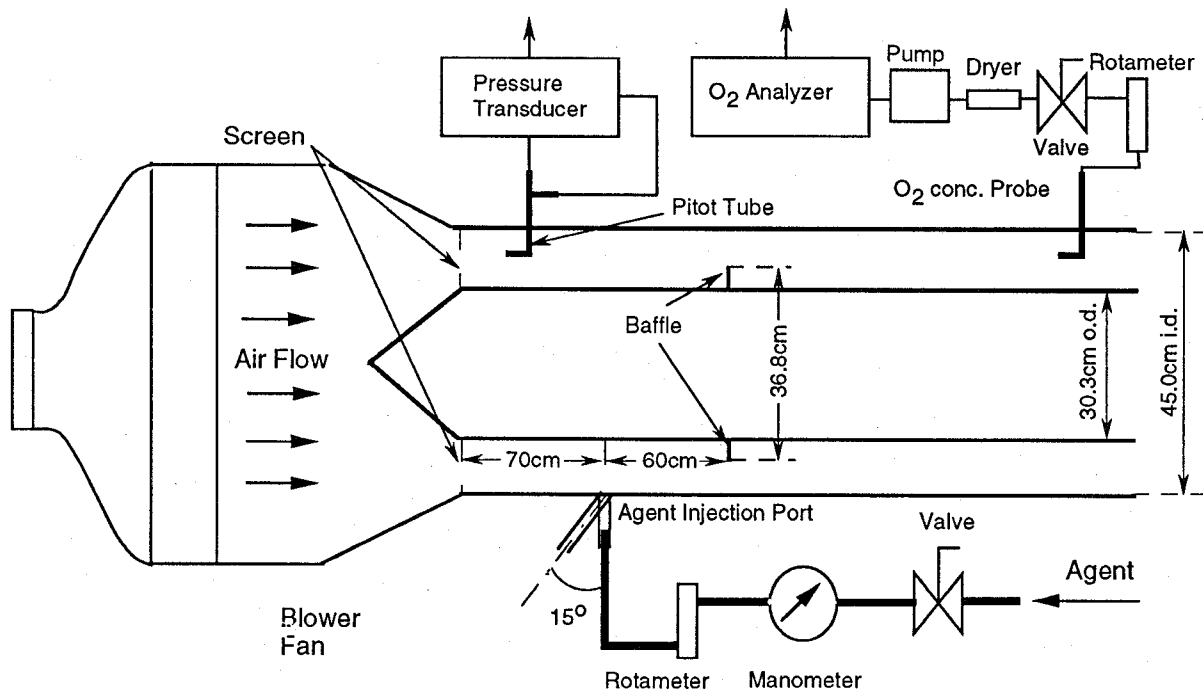 Pressure
Transducer
O2 Analyzer
Pump
Dryer
Rotameter
Valve
Screen
O2 conc. Probe
Pitot Tube
Air Flow
Baffle
36.8cm
30.3cm o.d.
45.0cm i.d.
70cm
60cm
Agent Injection Port
Valve
Agent
15o
Blower
Fan
Rotameter
Manometer